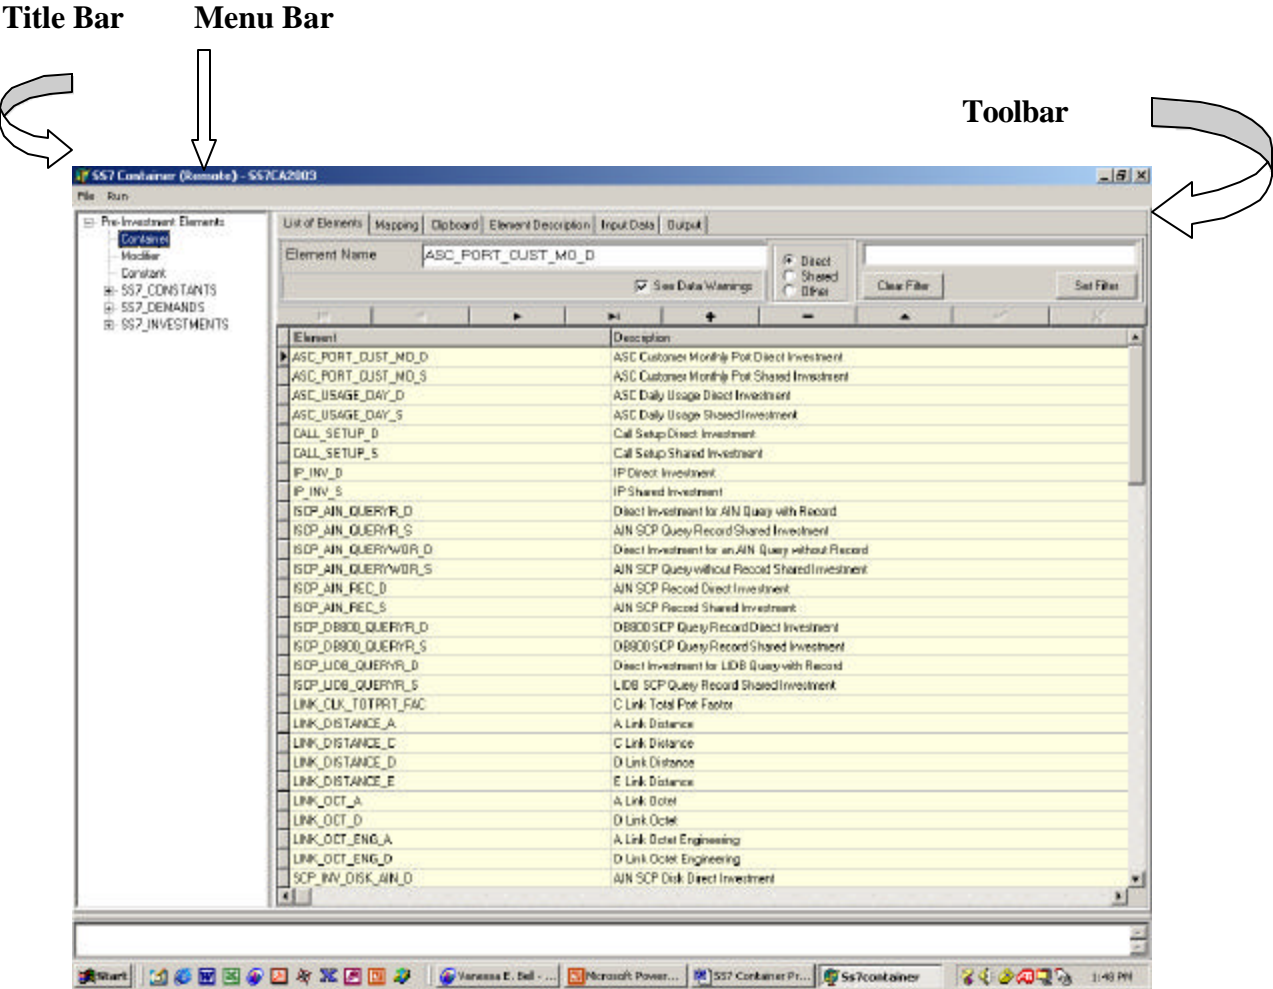 Title Bar
Menu Bar
Toolbar
SS7 Container (Remote) - SS7CA2003
File Run
Pre-Investment Elements
Container
Modifier
Constant
SS7_CONSTANTS
SS7_DEMANDS
SS7_INVESTMENTS
List of Elements Mapping Clipboard Element Description Input Data Output
Element Name ASC_PORT_CUST_MO_D
Direct
Shared
Other
See Data Warnings
Clear Filter Set Filter
Element Description
ASC_PORT_CUST_MO_D ASC Customer Monthly Port Direct Investment
ASC_PORT_CUST_MO_S ASC Customer Monthly Port Shared Investment
ASC_USAGE_DAY_D ASC Daily Usage Direct Investment
ASC_USAGE_DAY_S ASC Daily Usage Shared Investment
CALL_SETUP_D Call Setup Direct Investment
CALL_SETUP_S Call Setup Shared Investment
IP_INV_D IP Direct Investment
IP_INV_S IP Shared Investment
ISCP_AIN_QUERYR_D Direct Investment for AIN Query with Record
ISCP_AIN_QUERYR_S AIN SCP Query Record Shared Investment
ISCP_AIN_QUERYWOR_D Direct Investment for an AIN Query without Record
ISCP_AIN_QUERYWOR_S AIN SCP Query without Record Shared Investment
ISCP_AIN_REC_D AIN SCP Record Direct Investment
ISCP_AIN_REC_S AIN SCP Record Shared Investment
ISCP_DB800_QUERYR_D DB800 SCP Query Record Direct Investment
ISCP_DB800_QUERYR_S DB800 SCP Query Record Shared Investment
ISCP_LIDB_QUERYR_D Direct Investment for LIDB Query with Record
ISCP_LIDB_QUERYR_S LIDB SCP Query Record Shared Investment
LINK_CLK_TOTPRT_FAC C Link Total Port Factor
LINK_DISTANCE_A A Link Distance
LINK_DISTANCE_C C Link Distance
LINK_DISTANCE_D D Link Distance
LINK_DISTANCE_E E Link Distance
LINK_OCT_A A Link Octet
LINK_OCT_D D Link Octet
LINK_OCT_ENG_A A Link Octet Engineering
LINK_OCT_ENG_D D Link Octet Engineering
SCP_INV_DISK_AIN_D AIN SCP Disk Direct Investment
Start Vanessa E. Bell - ... Microsoft Power... SS7 Container Pr... Ss7container 1:48 PM